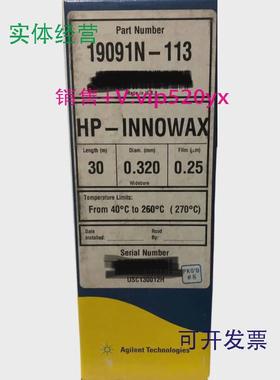 实体经营
Part Number
19091N-113
销售+V:vip520yx
HP-INNOWAX
Length (m)
Diam. (mm)
Film (µm)
30
0.320
0.25
Widebore
Temperature Limits:
From 40°C to 260°C (270°C)
Date
Installed:
Read
By:
Serial Number
USC130012H
PKG'D
Agilent Technologies
可开发票